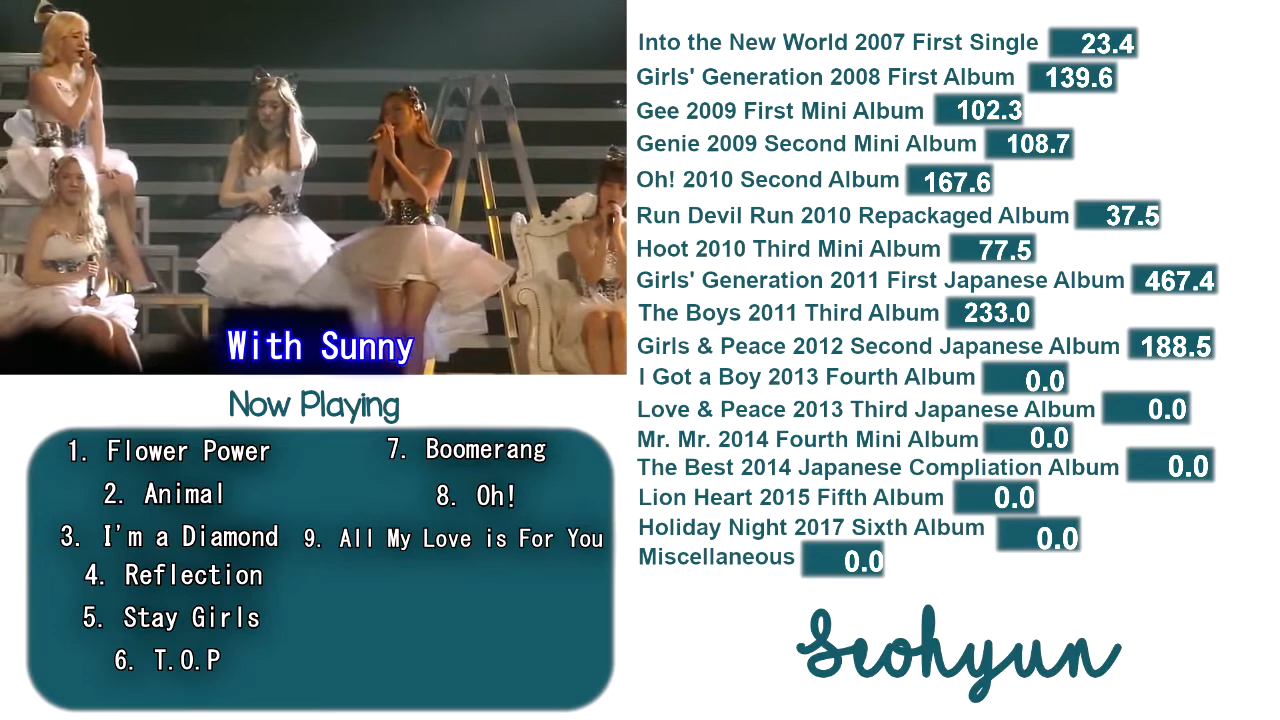 With Sunny
Now Playing
1. Flower Power
2. Animal
3. I'm a Diamond
4. Reflection
5. Stay Girls
6. T.O.P
7. Boomerang
8. Oh!
9. All My Love is For You
Into the New World 2007 First Single 23.4
Girls' Generation 2008 First Album 139.6
Gee 2009 First Mini Album 102.3
Genie 2009 Second Mini Album 108.7
Oh! 2010 Second Album 167.6
Run Devil Run 2010 Repackaged Album 37.5
Hoot 2010 Third Mini Album 77.5
Girls' Generation 2011 First Japanese Album 467.4
The Boys 2011 Third Album 233.0
Girls & Peace 2012 Second Japanese Album 188.5
I Got a Boy 2013 Fourth Album 0.0
Love & Peace 2013 Third Japanese Album 0.0
Mr. Mr. 2014 Fourth Mini Album 0.0
The Best 2014 Japanese Compliation Album 0.0
Lion Heart 2015 Fifth Album 0.0
Holiday Night 2017 Sixth Album 0.0
Miscellaneous 0.0
Seohyun